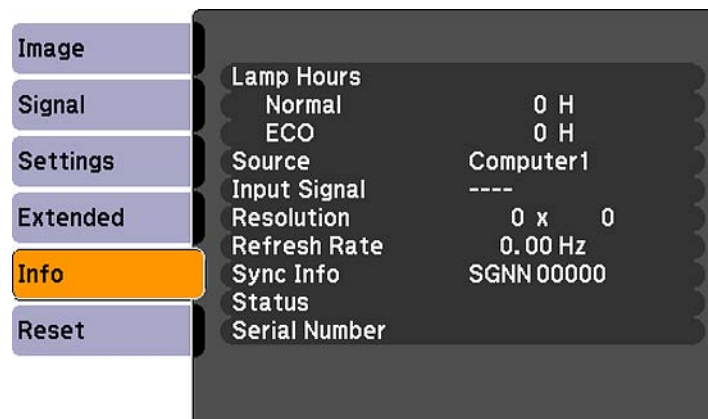 Image
Signal
Settings
Extended
Info
Reset
Lamp Hours
Normal 0 H
ECO 0 H
Source Computer1
Input Signal ----
Resolution 0 x 0
Refresh Rate 0.00 Hz
Sync Info SGNN 00000
Status
Serial Number